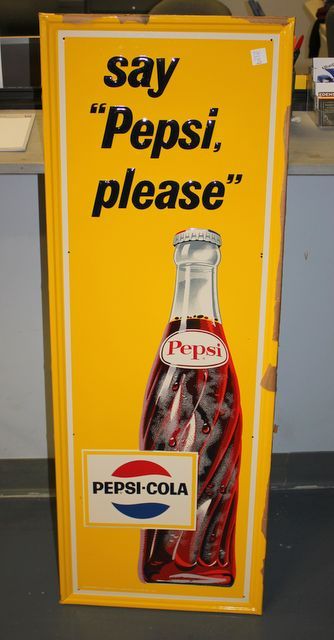 say
"Pepsi,
please"
Pepsi
PEPSI-COLA